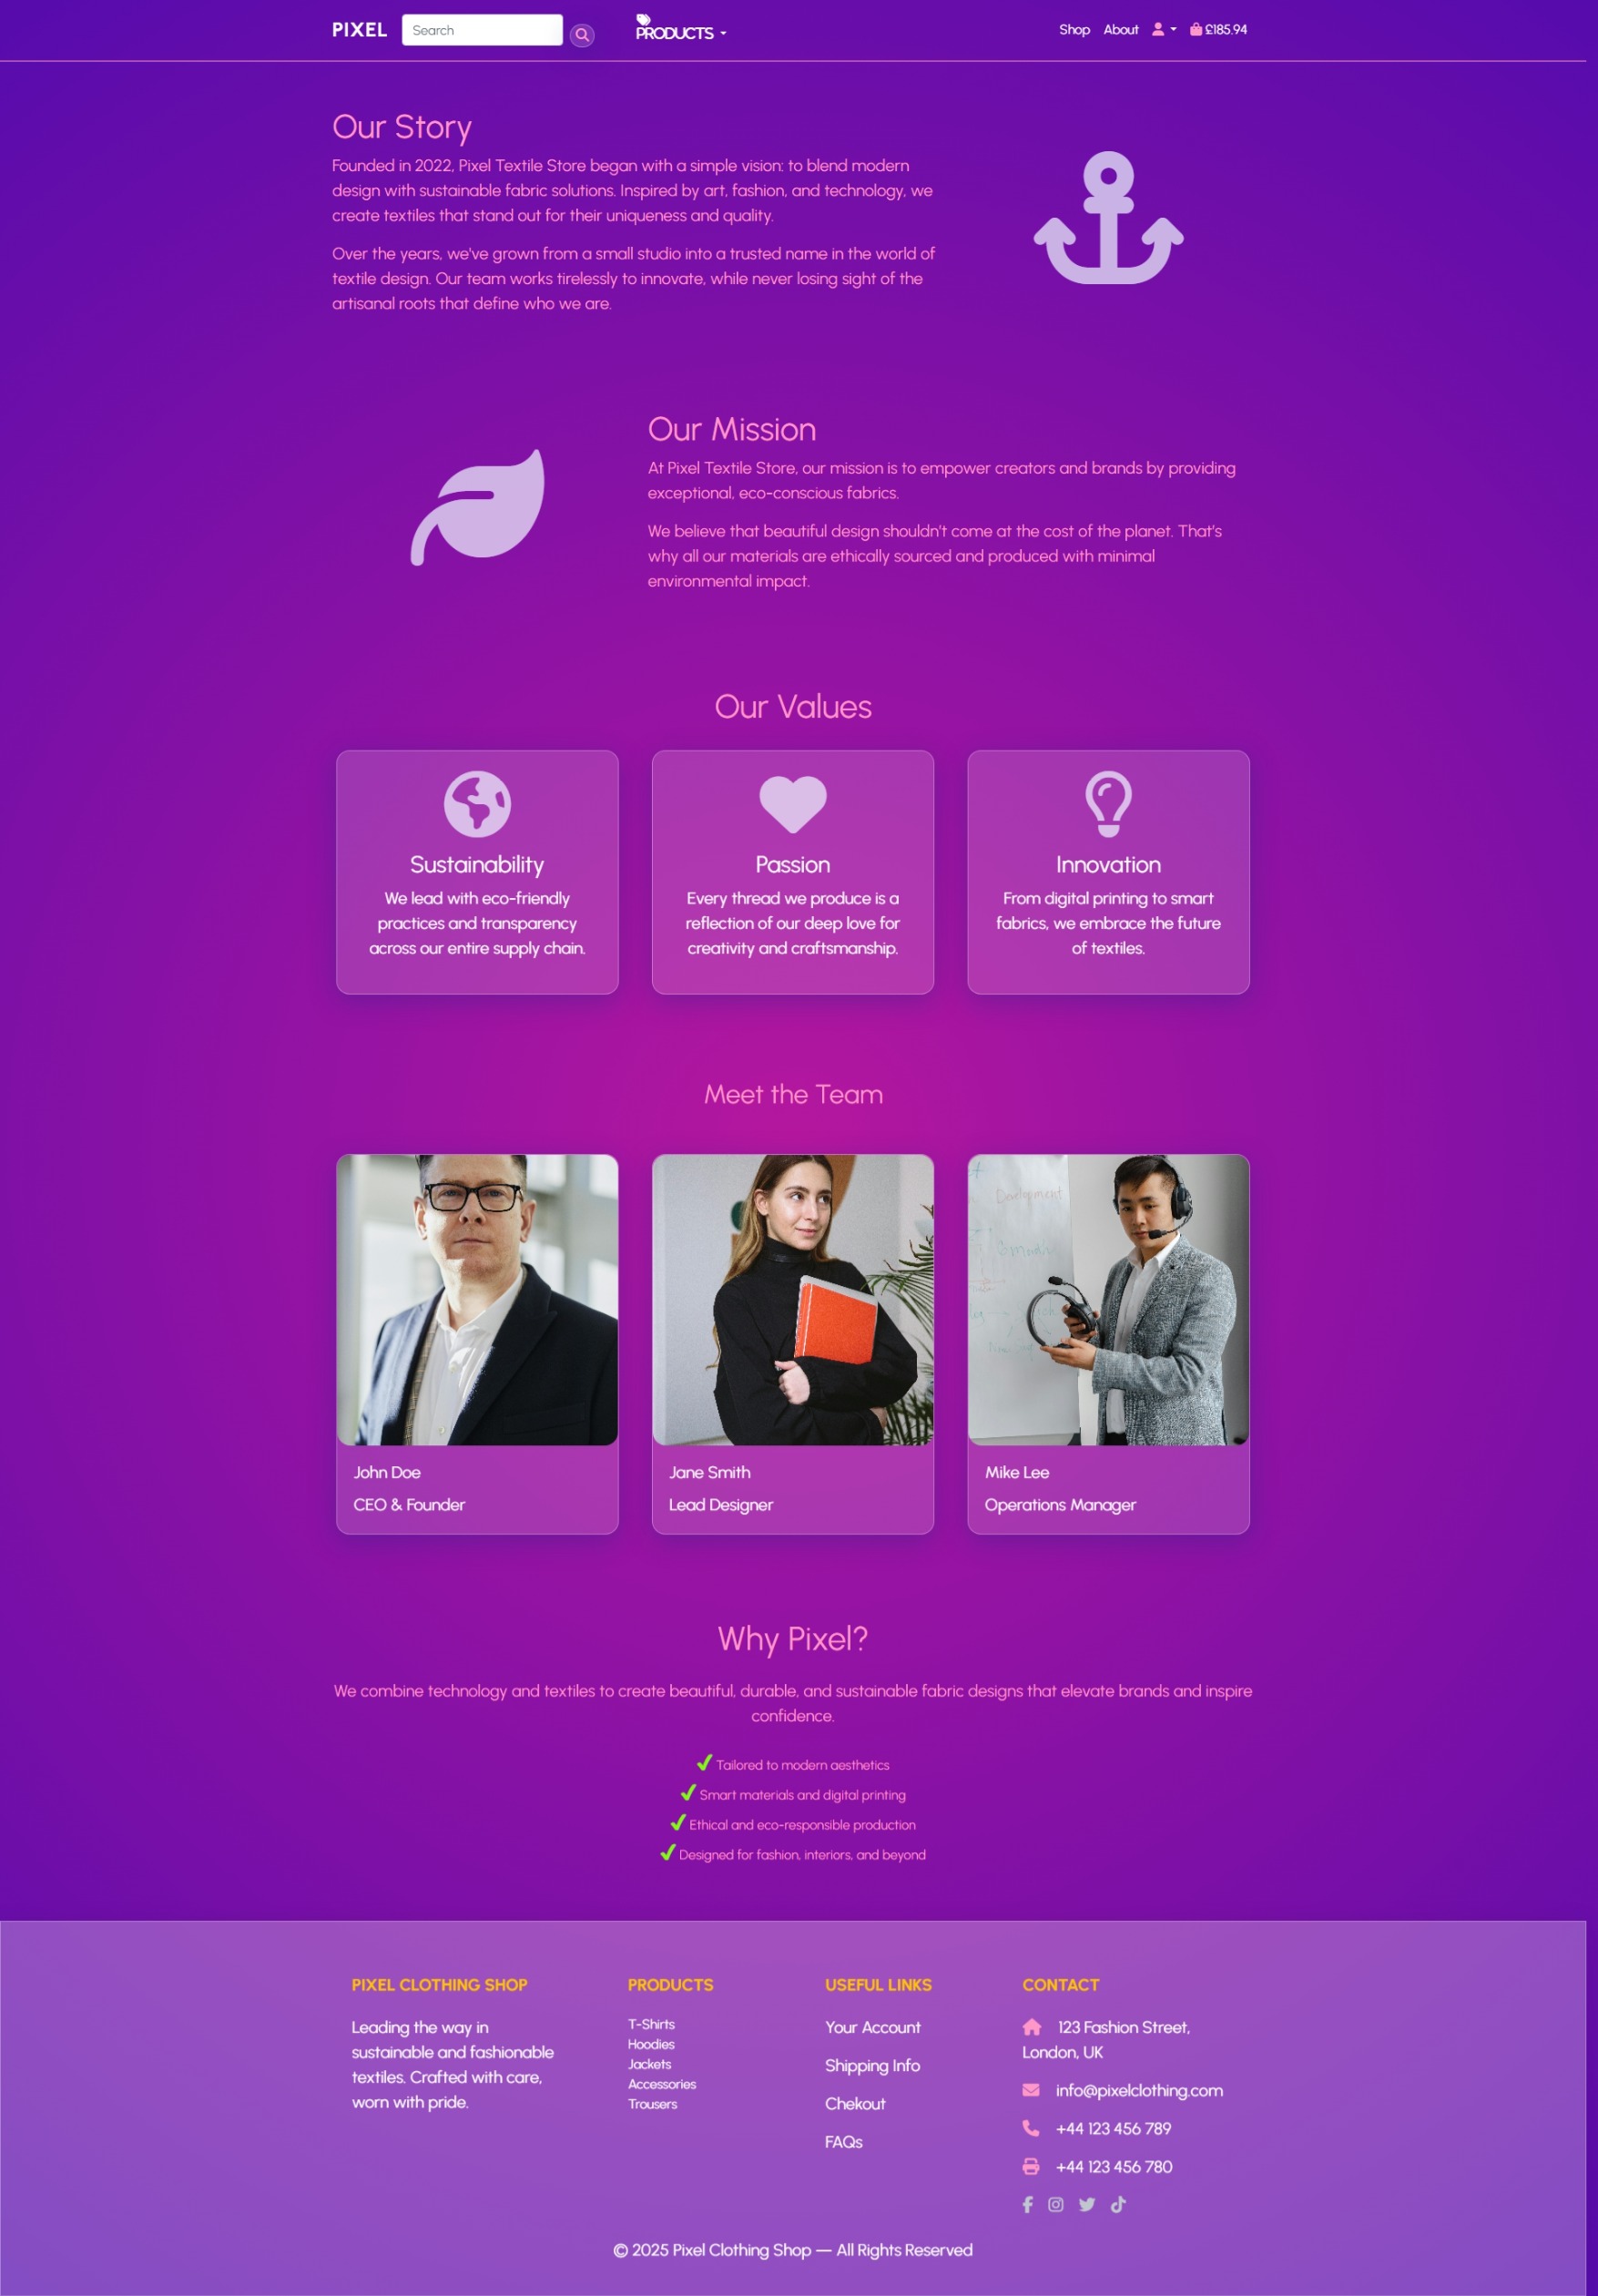 PIXEL
Search
PRODUCTS
Shop
About
£185.94
Our Story
Founded in 2022, Pixel Textile Store began with a simple vision: to blend modern
design with sustainable fabric solutions. Inspired by art, fashion, and technology, we
create textiles that stand out for their uniqueness and quality.
Over the years, we've grown from a small studio into a trusted name in the world of
textile design. Our team works tirelessly to innovate, while never losing sight of the
artisanal roots that define who we are.
Our Mission
At Pixel Textile Store, our mission is to empower creators and brands by providing
exceptional, eco-conscious fabrics.
We believe that beautiful design shouldn't come at the cost of the planet. That's
why all our materials are ethically sourced and produced with minimal
environmental impact.
Our Values
Sustainability
We lead with eco-friendly
practices and transparency
across our entire supply chain.
Passion
Every thread we produce is a
reflection of our deep love for
creativity and craftsmanship.
Innovation
From digital printing to smart
fabrics, we embrace the future
of textiles.
Meet the Team
Development
Growth
John Doe
CEO & Founder
Jane Smith
Lead Designer
Mike Lee
Operations Manager
Why Pixel?
We combine technology and textiles to create beautiful, durable, and sustainable fabric designs that elevate brands and inspire
confidence.
Tailored to modern aesthetics
Smart materials and digital printing
Ethical and eco-responsible production
Designed for fashion, interiors, and beyond
PIXEL CLOTHING SHOP
Leading the way in
sustainable and fashionable
textiles. Crafted with care,
worn with pride.
PRODUCTS
T-Shirts
Hoodies
Jackets
Accessories
Trousers
USEFUL LINKS
Your Account
Shipping Info
Chekout
FAQs
CONTACT
123 Fashion Street,
London, UK
info@pixelclothing.com
+44 123 456 789
+44 123 456 780
© 2025 Pixel Clothing Shop — All Rights Reserved